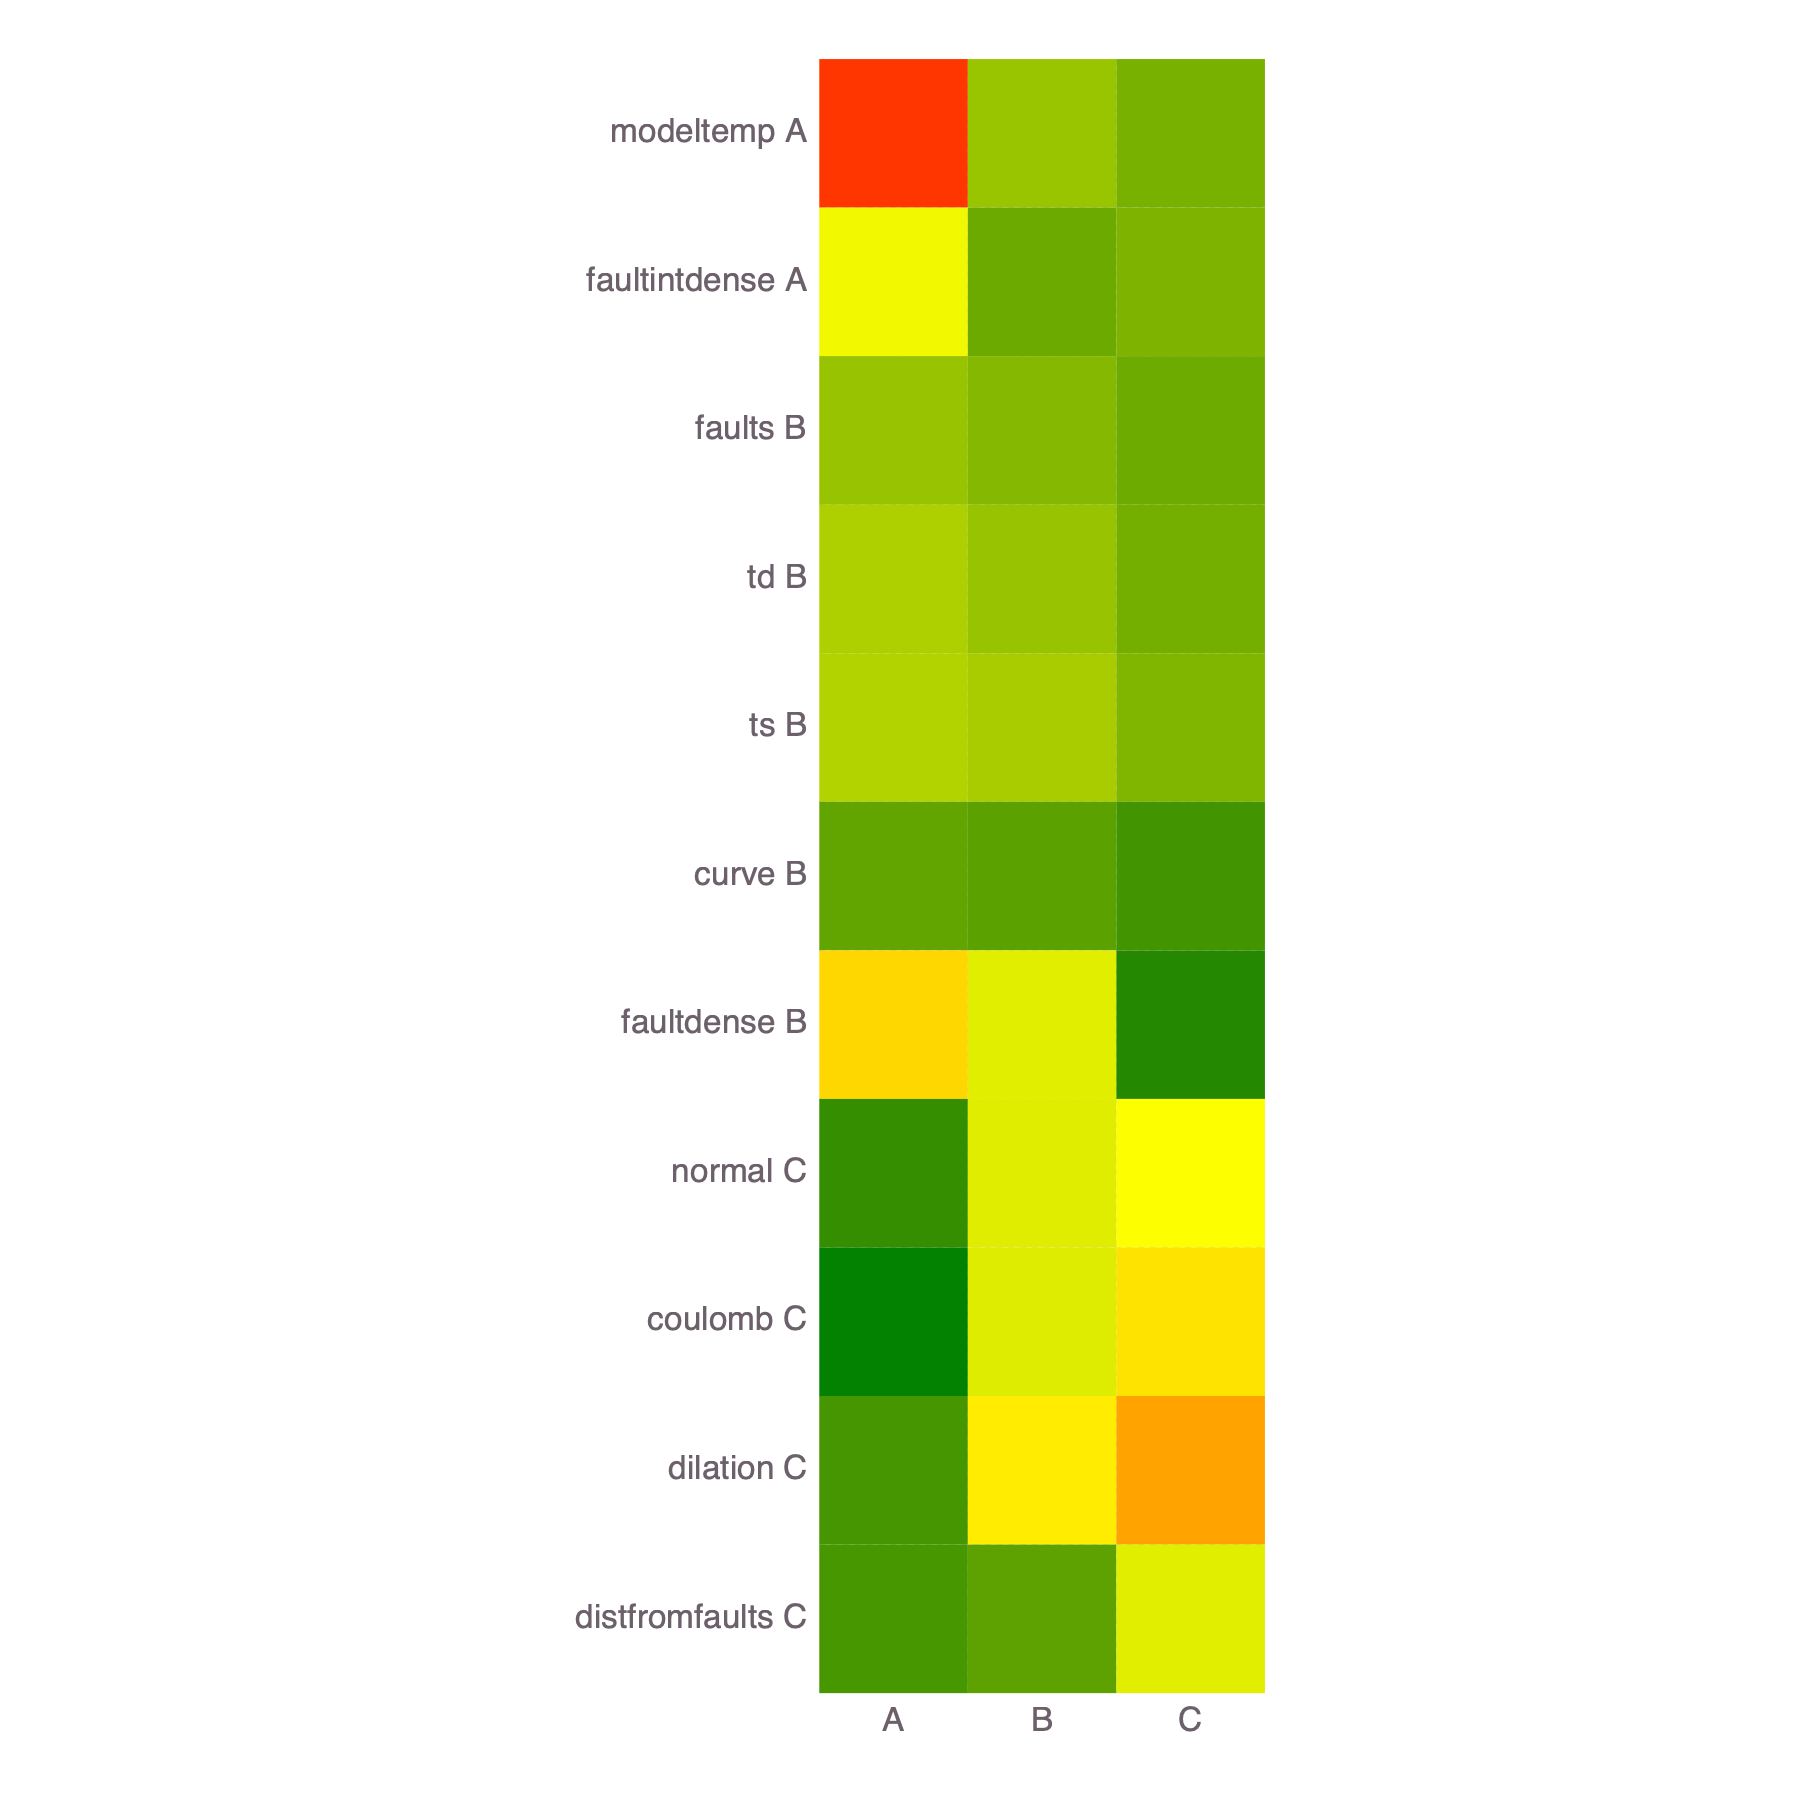 modeltemp A
faultintdense A
faults B
td B
ts B
curve B
faultdense B
normal C
coulomb C
dilation C
distfromfaults C
A B C